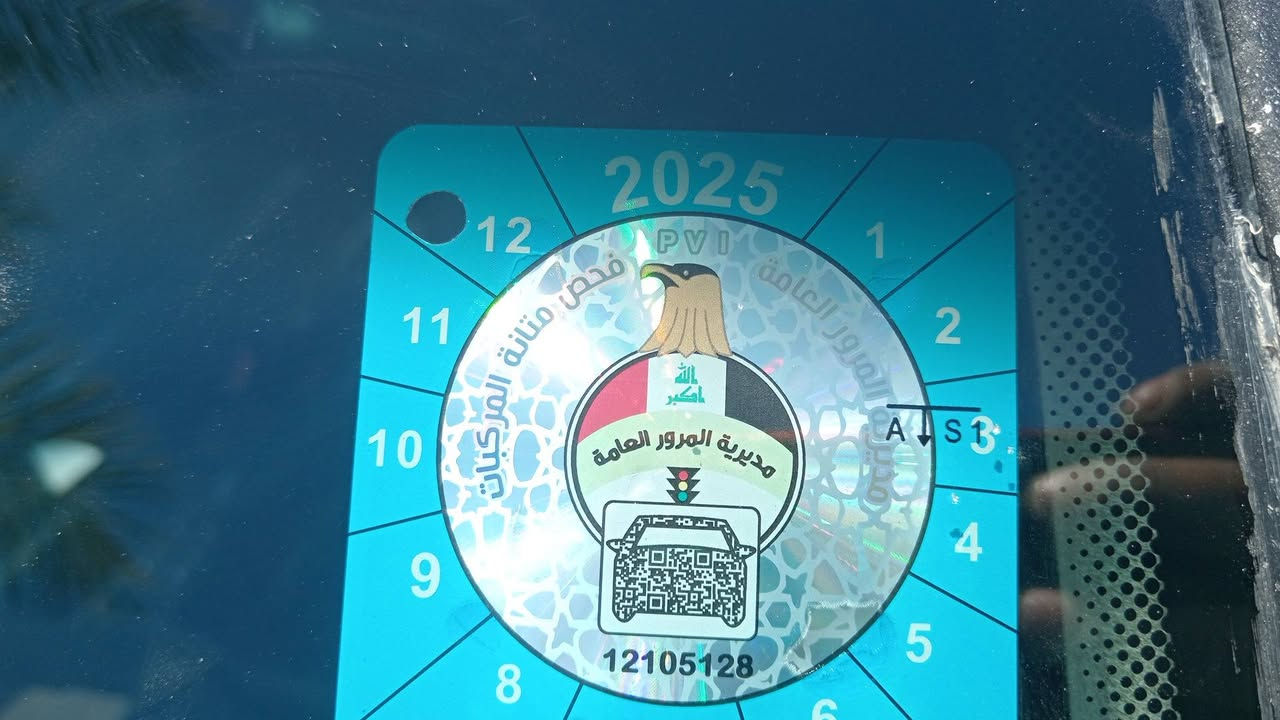 2025
12
1
PVI
فحص متانة المركبات
مديرية المرور العامة
11
2
الله
اكبر
A S1
3
مديرية المرور العامة
10
4
9
5
12105128
8
6